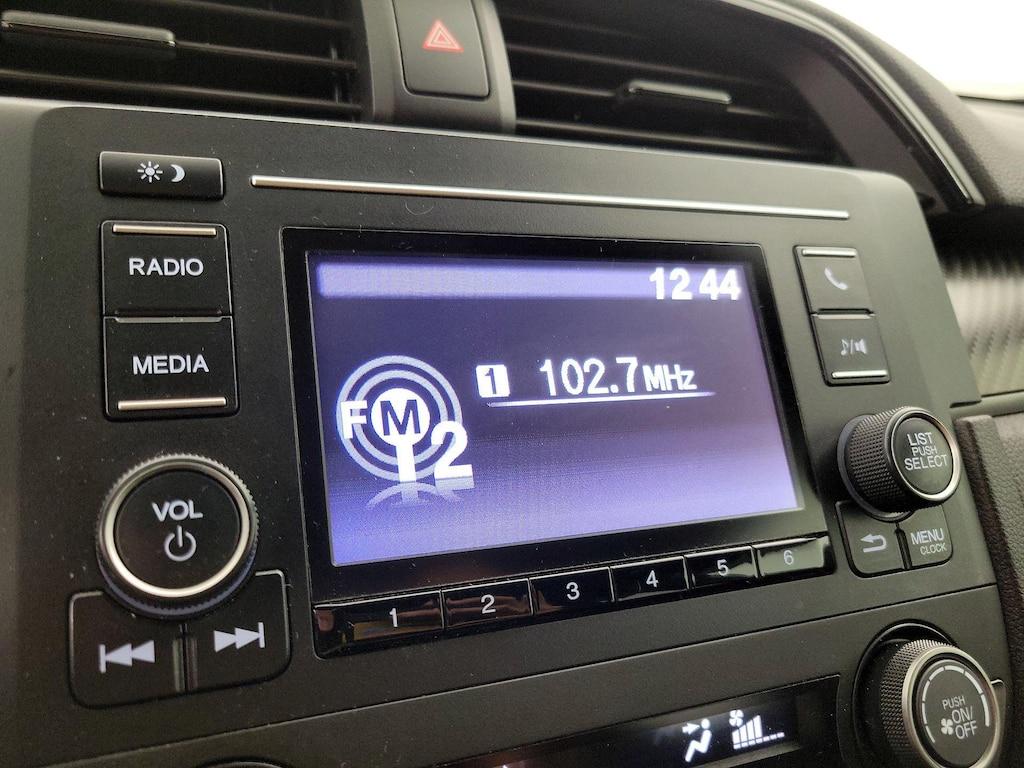 RADIO
MEDIA
VOL
12 44
1 102.7 MHz
FM 2
LIST
PUSH
SELECT
MENU
CLOCK
1 2 3 4 5 6
PUSH
ON/
OFF